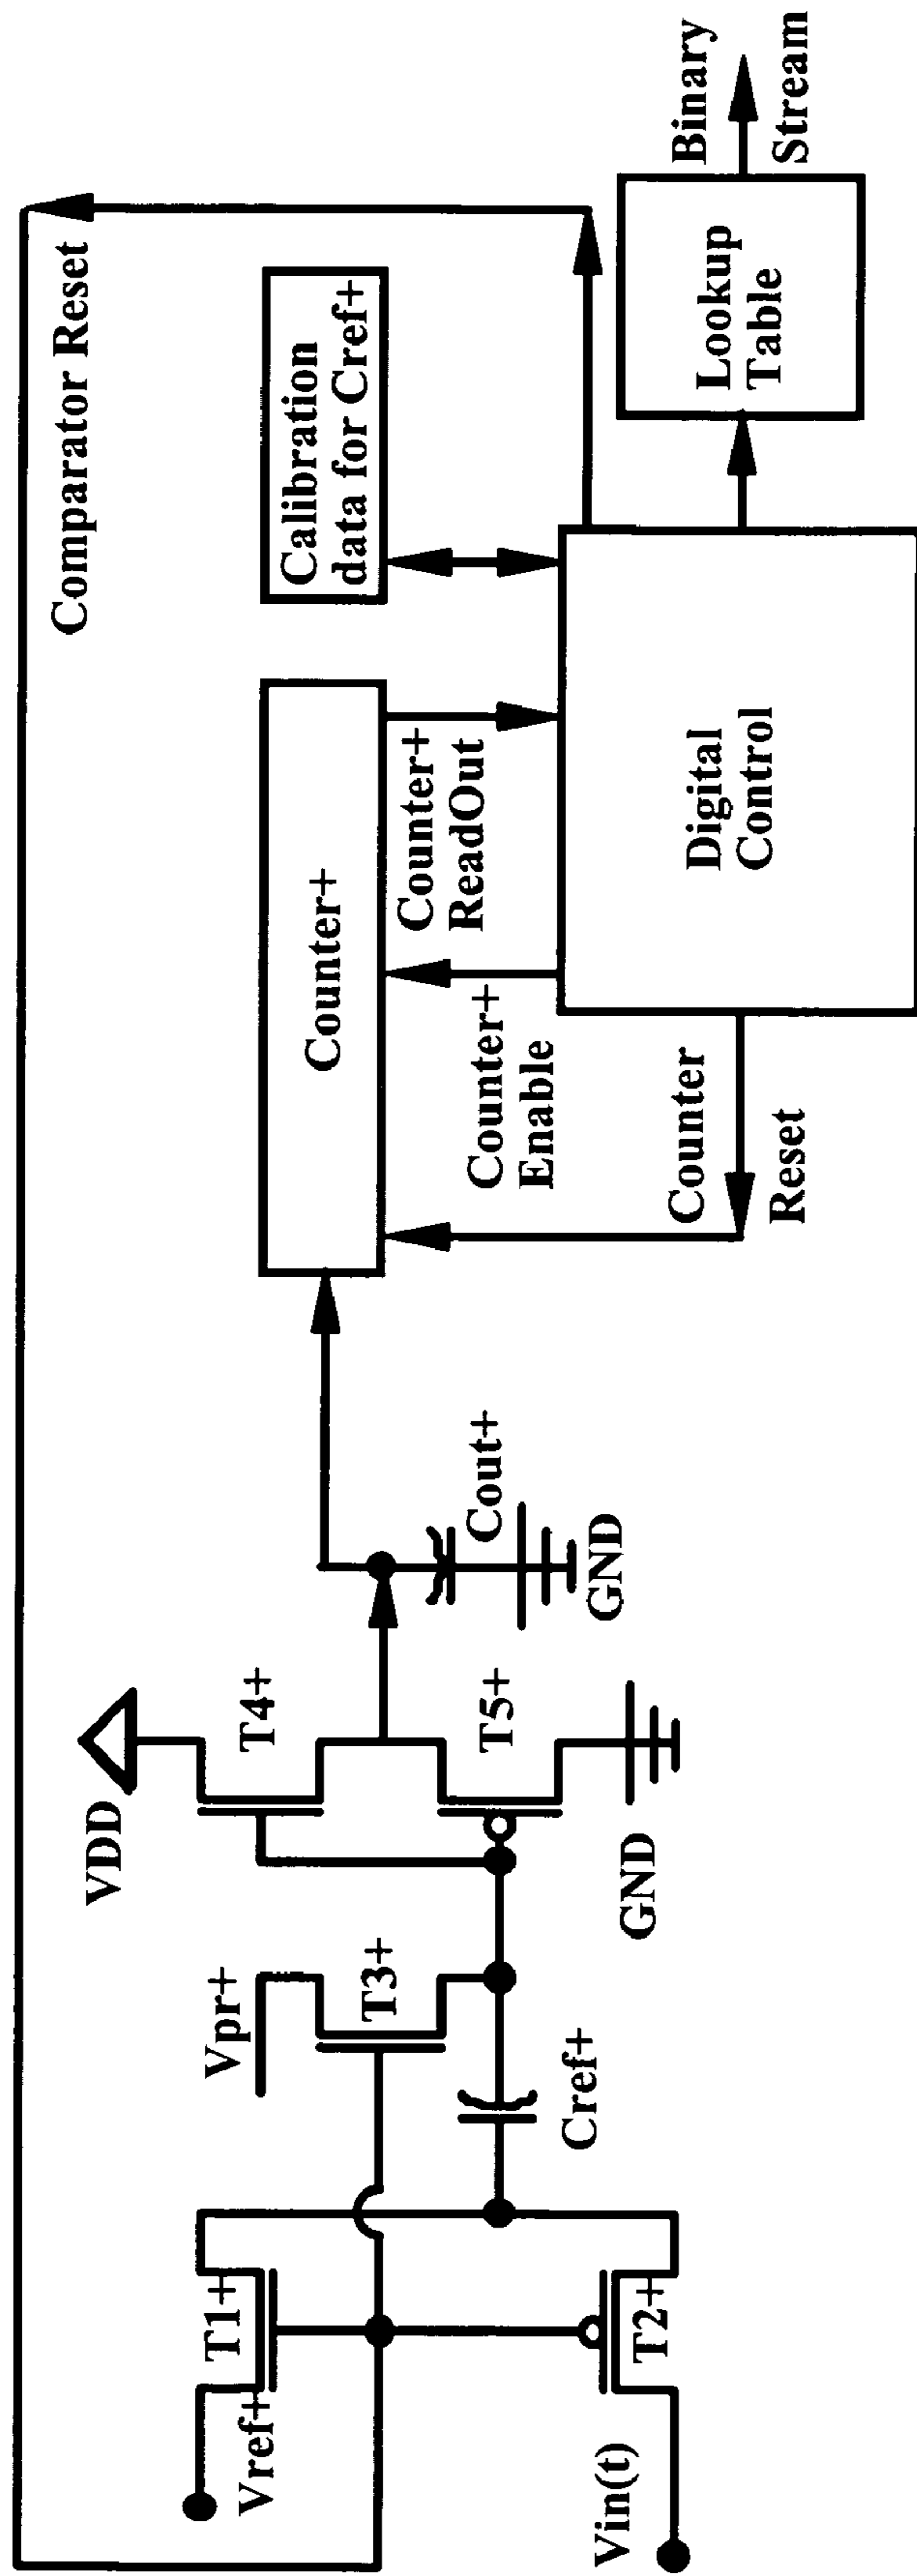 Comparator Reset
VDD
Vpr+
T4+
T3+
T1+
Vref+
T5+
Cref+
T2+
Vin(t)
GND
Cout+
GND
Counter+
Counter+
Enable
Counter+
ReadOut
Counter
Reset
Calibration
data for Cref+
Digital
Control
Lookup
Table
Binary
Stream